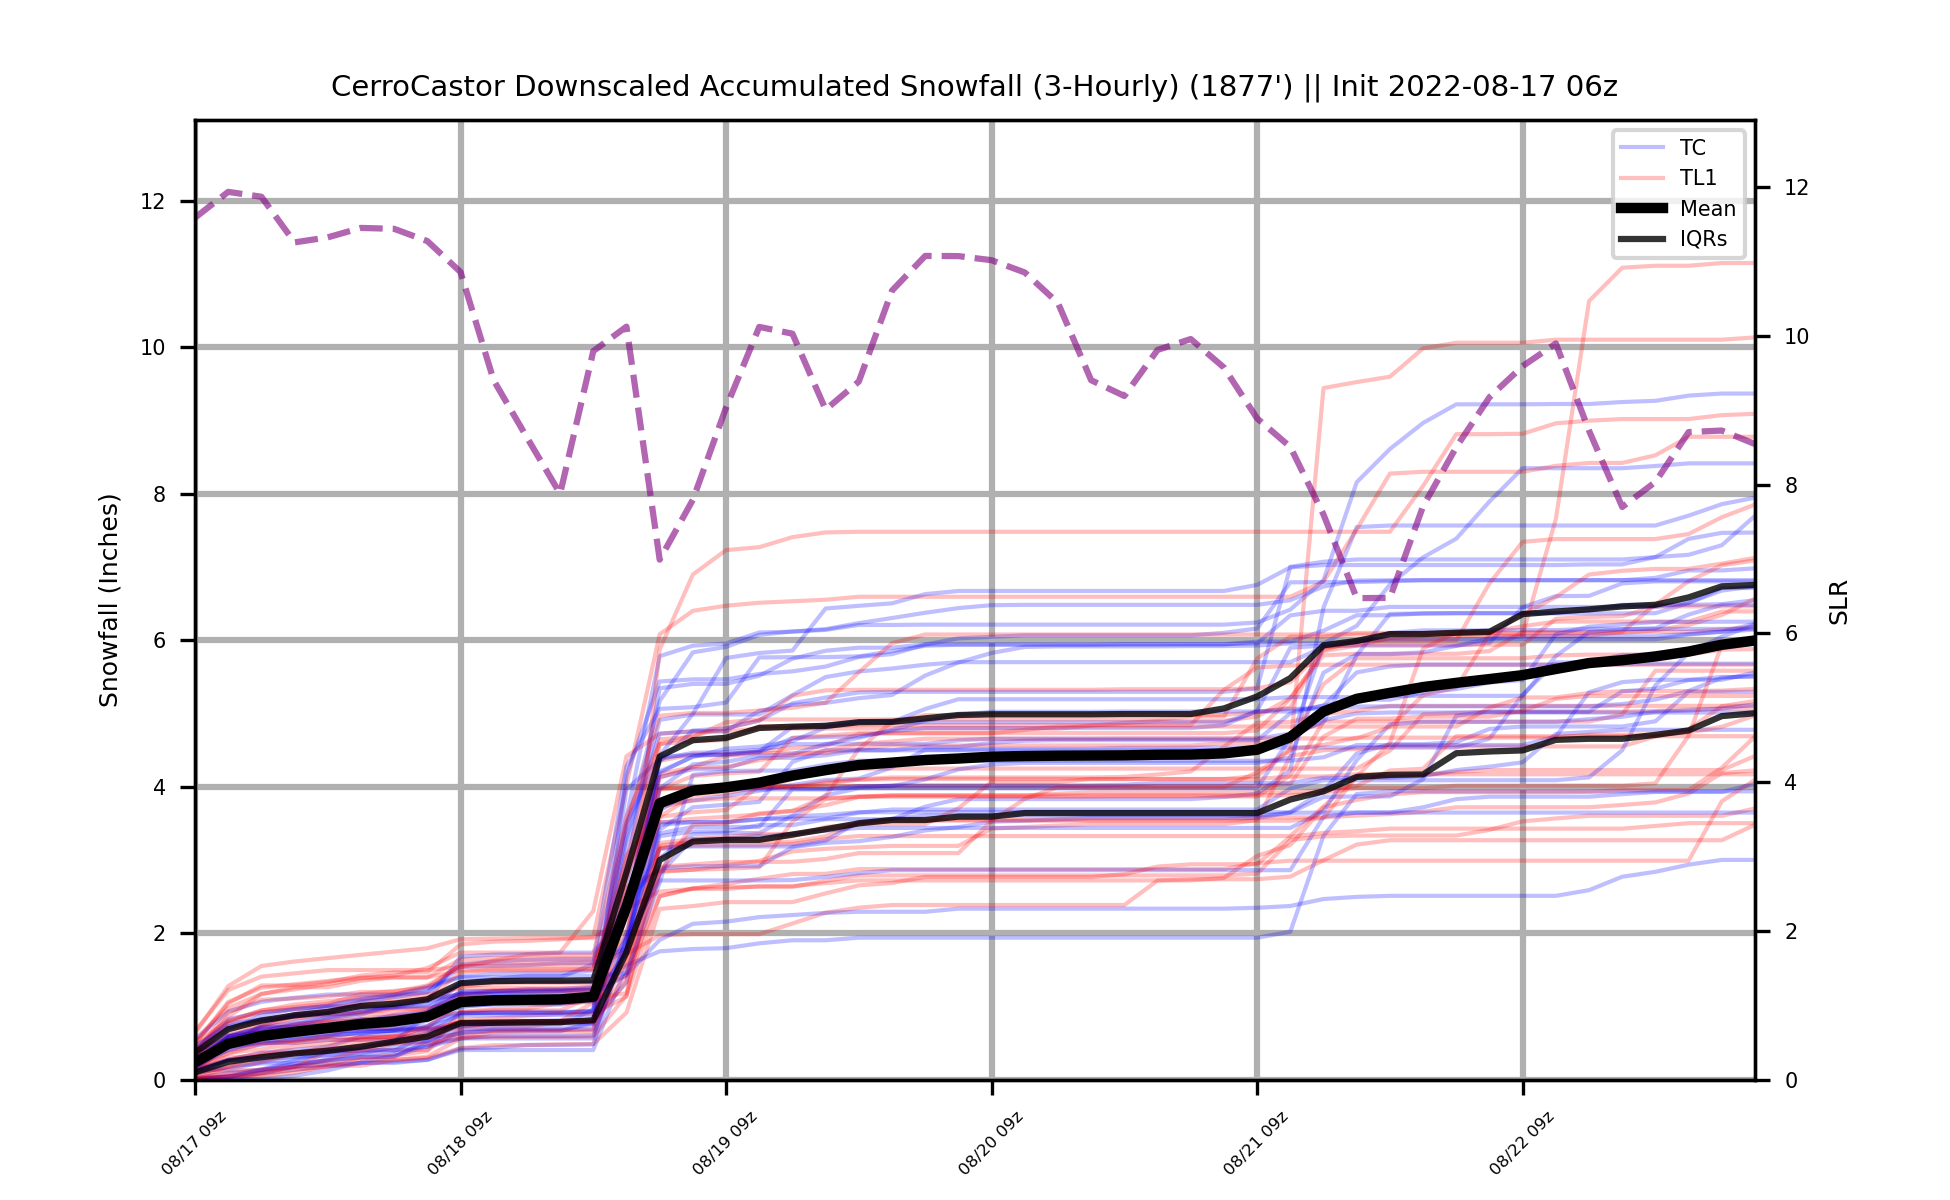 CerroCastor Downscaled Accumulated Snowfall (3-Hourly) (1877') || Init 2022-08-17 06z
TC
TL1
Mean
IQRs
12
10
8
6
4
2
0
Snowfall (Inches)
12
10
8
6
4
2
0
SLR
08/17 09z
08/18 09z
08/19 09z
08/20 09z
08/21 09z
08/22 09z